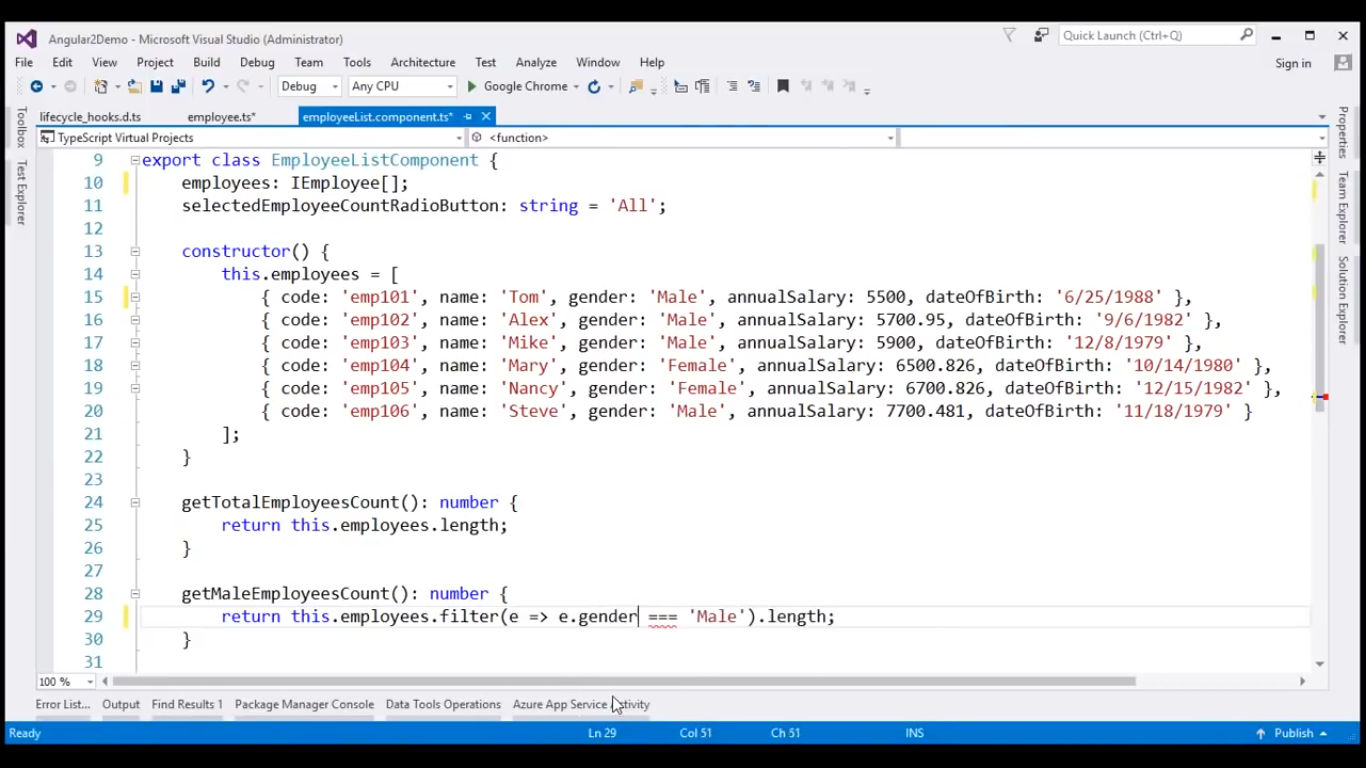 Angular2Demo - Microsoft Visual Studio (Administrator)
Quick Launch (Ctrl+Q)
File Edit View Project Build Debug Team Tools Architecture Test Analyze Window Help
Sign in
Debug Any CPU Google Chrome
lifecycle_hooks.d.ts employee.ts* employeeList.component.ts*
TypeScript Virtual Projects <function>
Toolbox
Test Explorer
Properties
Team Explorer
Solution Explorer
9 export class EmployeeListComponent {
10 employees: IEmployee[];
11 selectedEmployeeCountRadioButton: string = 'All';
12
13 constructor() {
14 this.employees = [
15 { code: 'emp101', name: 'Tom', gender: 'Male', annualSalary: 5500, dateOfBirth: '6/25/1988' },
16 { code: 'emp102', name: 'Alex', gender: 'Male', annualSalary: 5700.95, dateOfBirth: '9/6/1982' },
17 { code: 'emp103', name: 'Mike', gender: 'Male', annualSalary: 5900, dateOfBirth: '12/8/1979' },
18 { code: 'emp104', name: 'Mary', gender: 'Female', annualSalary: 6500.826, dateOfBirth: '10/14/1980' },
19 { code: 'emp105', name: 'Nancy', gender: 'Female', annualSalary: 6700.826, dateOfBirth: '12/15/1982' },
20 { code: 'emp106', name: 'Steve', gender: 'Male', annualSalary: 7700.481, dateOfBirth: '11/18/1979' }
21 ];
22 }
23
24 getTotalEmployeesCount(): number {
25 return this.employees.length;
26 }
27
28 getMaleEmployeesCount(): number {
29 return this.employees.filter(e => e.gender === 'Male').length;
30 }
31
100 %
Error List... Output Find Results 1 Package Manager Console Data Tools Operations Azure App Service Activity
Ready Ln 29 Col 51 Ch 51 INS Publish